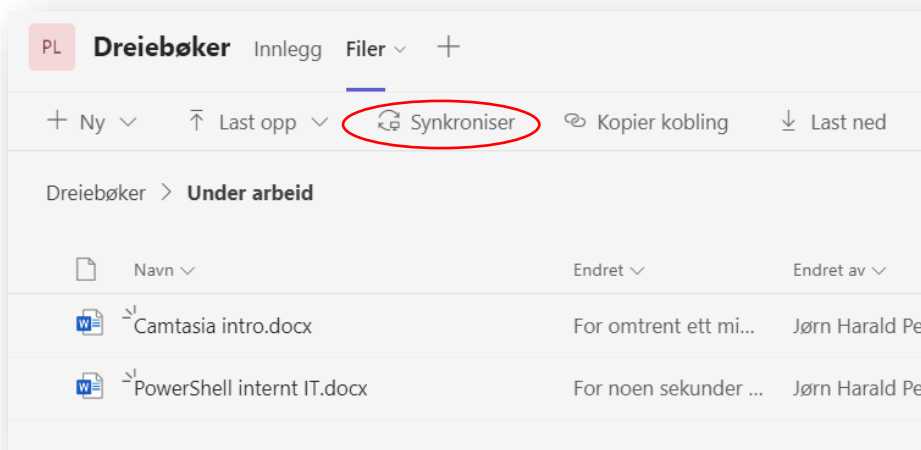 PL Dreiebøker Innlegg Filer
Ny Last opp Synkroniser Kopier kobling Last ned
Dreiebøker > Under arbeid
Navn Endret Endret av
Camtasia intro.docx For omtrent ett mi... Jørn Harald Pe
PowerShell internt IT.docx For noen sekunder ... Jørn Harald Pe